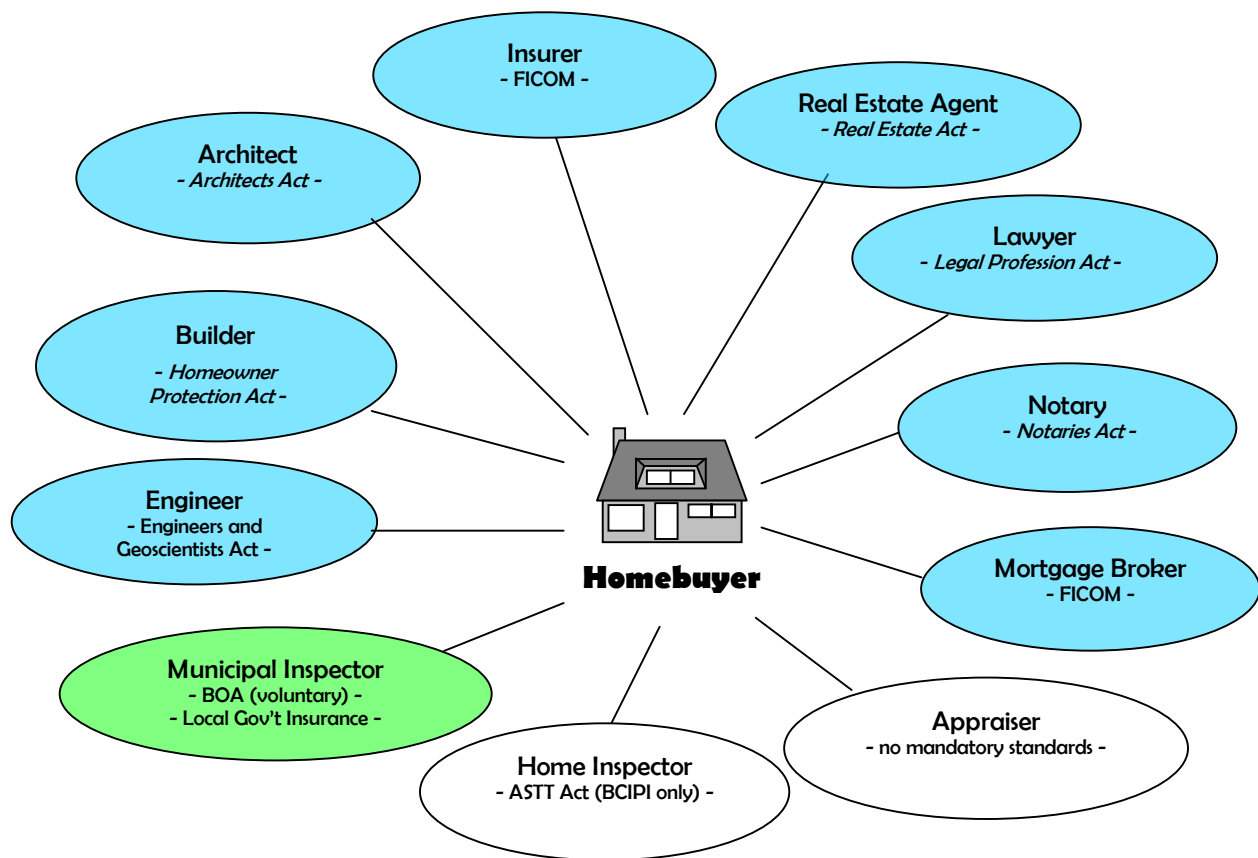 Insurer
- FICOM -
Real Estate Agent
- Real Estate Act -
Architect
- Architects Act -
Lawyer
- Legal Profession Act -
Builder
- Homeowner
Protection Act -
Notary
- Notaries Act -
Engineer
- Engineers and
Geoscientists Act -
Homebuyer
Mortgage Broker
- FICOM -
Municipal Inspector
- BOA (voluntary) -
- Local Gov’t Insurance -
Appraiser
- no mandatory standards -
Home Inspector
- ASTT Act (BCIPI only) -